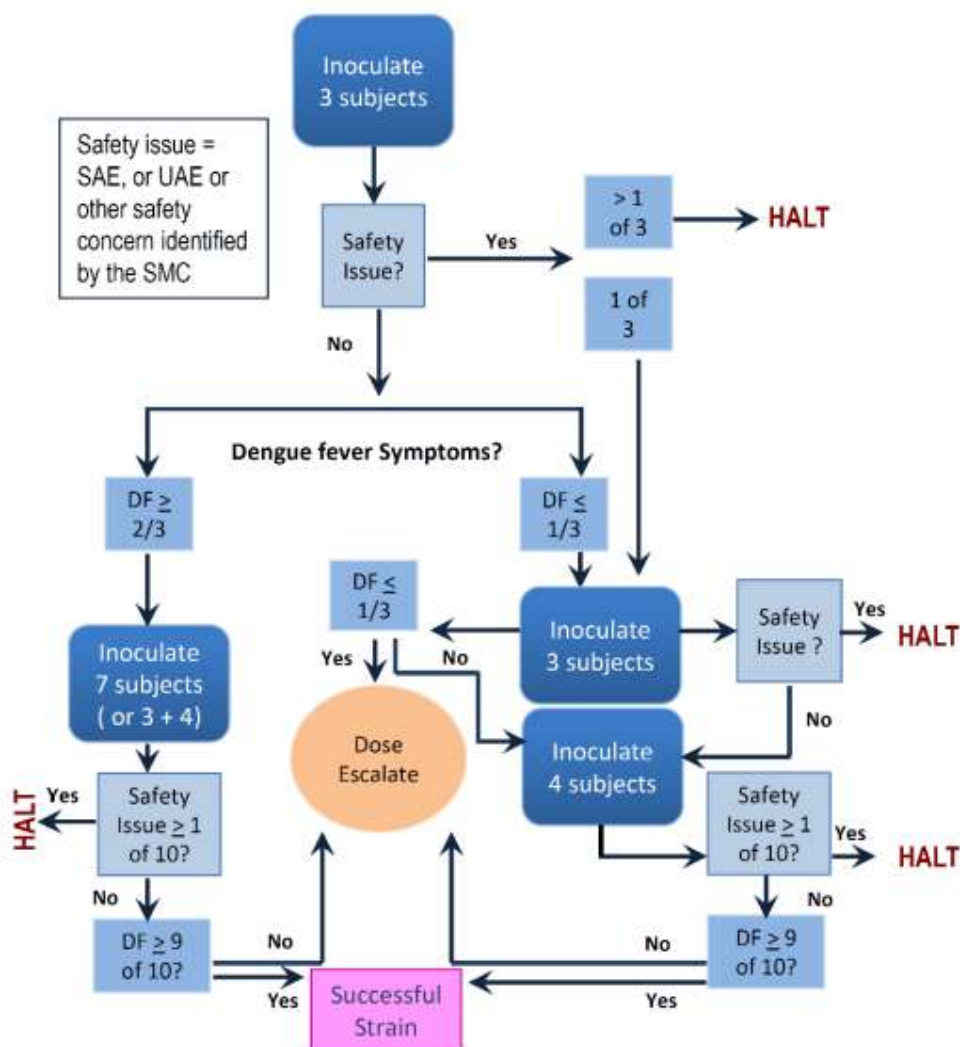 Inoculate
3 subjects
Safety issue =
SAE, or UAE or
other safety
concern identified
by the SMC
Safety
Issue?
Yes
> 1
of 3
HALT
1 of
3
No
Dengue fever Symptoms?
DF ≥
2/3
DF ≤
1/3
DF ≤
1/3
Inoculate
7 subjects
( or 3 + 4)
Yes
No
Inoculate
3 subjects
Safety
Issue ?
Yes
HALT
No
Dose
Escalate
Inoculate
4 subjects
HALT
Yes
Safety
Issue ≥ 1
of 10?
No
DF ≥ 9
of 10?
No
Yes
Safety
Issue ≥ 1
of 10?
Yes
HALT
No
DF ≥ 9
of 10?
No
Yes
Successful
Strain